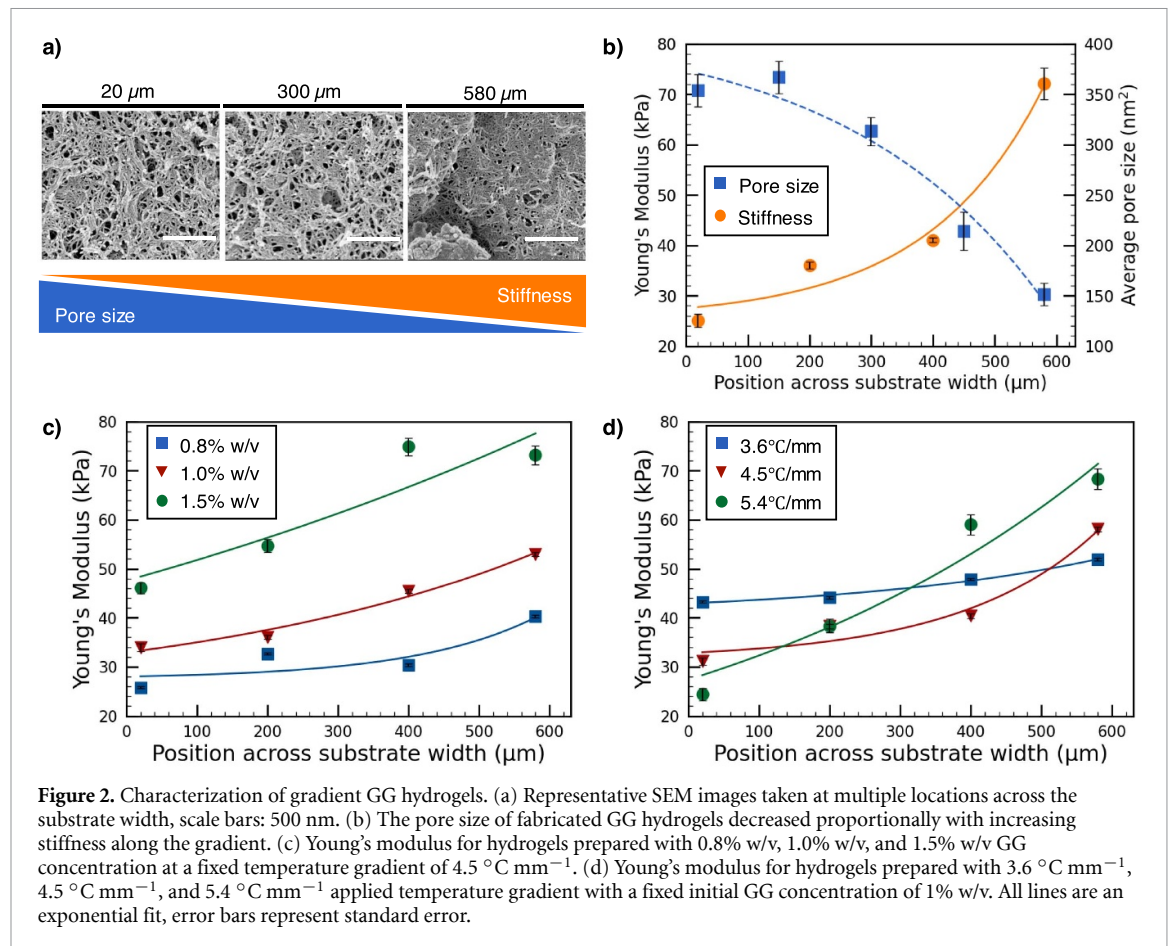 a)
20 µm 300 µm 580 µm
Stiffness
Pore size
b)
80
70
60
50
40
30
20
Young's Modulus (kPa)
Pore size
Stiffness
400
350
300
250
200
150
100
Average pore size (nm²)
0 100 200 300 400 500 600
Position across substrate width (µm)
c)
80
70
60
50
40
30
20
Young's Modulus (kPa)
0.8% w/v
1.0% w/v
1.5% w/v
0 100 200 300 400 500 600
Position across substrate width (µm)
d)
80
70
60
50
40
30
20
Young's Modulus (kPa)
3.6℃/mm
4.5℃/mm
5.4℃/mm
0 100 200 300 400 500 600
Position across substrate width (µm)
Figure 2. Characterization of gradient GG hydrogels. (a) Representative SEM images taken at multiple locations across the
substrate width, scale bars: 500 nm. (b) The pore size of fabricated GG hydrogels decreased proportionally with increasing
stiffness along the gradient. (c) Young's modulus for hydrogels prepared with 0.8% w/v, 1.0% w/v, and 1.5% w/v GG
concentration at a fixed temperature gradient of 4.5 °C mm⁻¹. (d) Young's modulus for hydrogels prepared with 3.6 °C mm⁻¹,
4.5 °C mm⁻¹, and 5.4 °C mm⁻¹ applied temperature gradient with a fixed initial GG concentration of 1% w/v. All lines are an
exponential fit, error bars represent standard error.